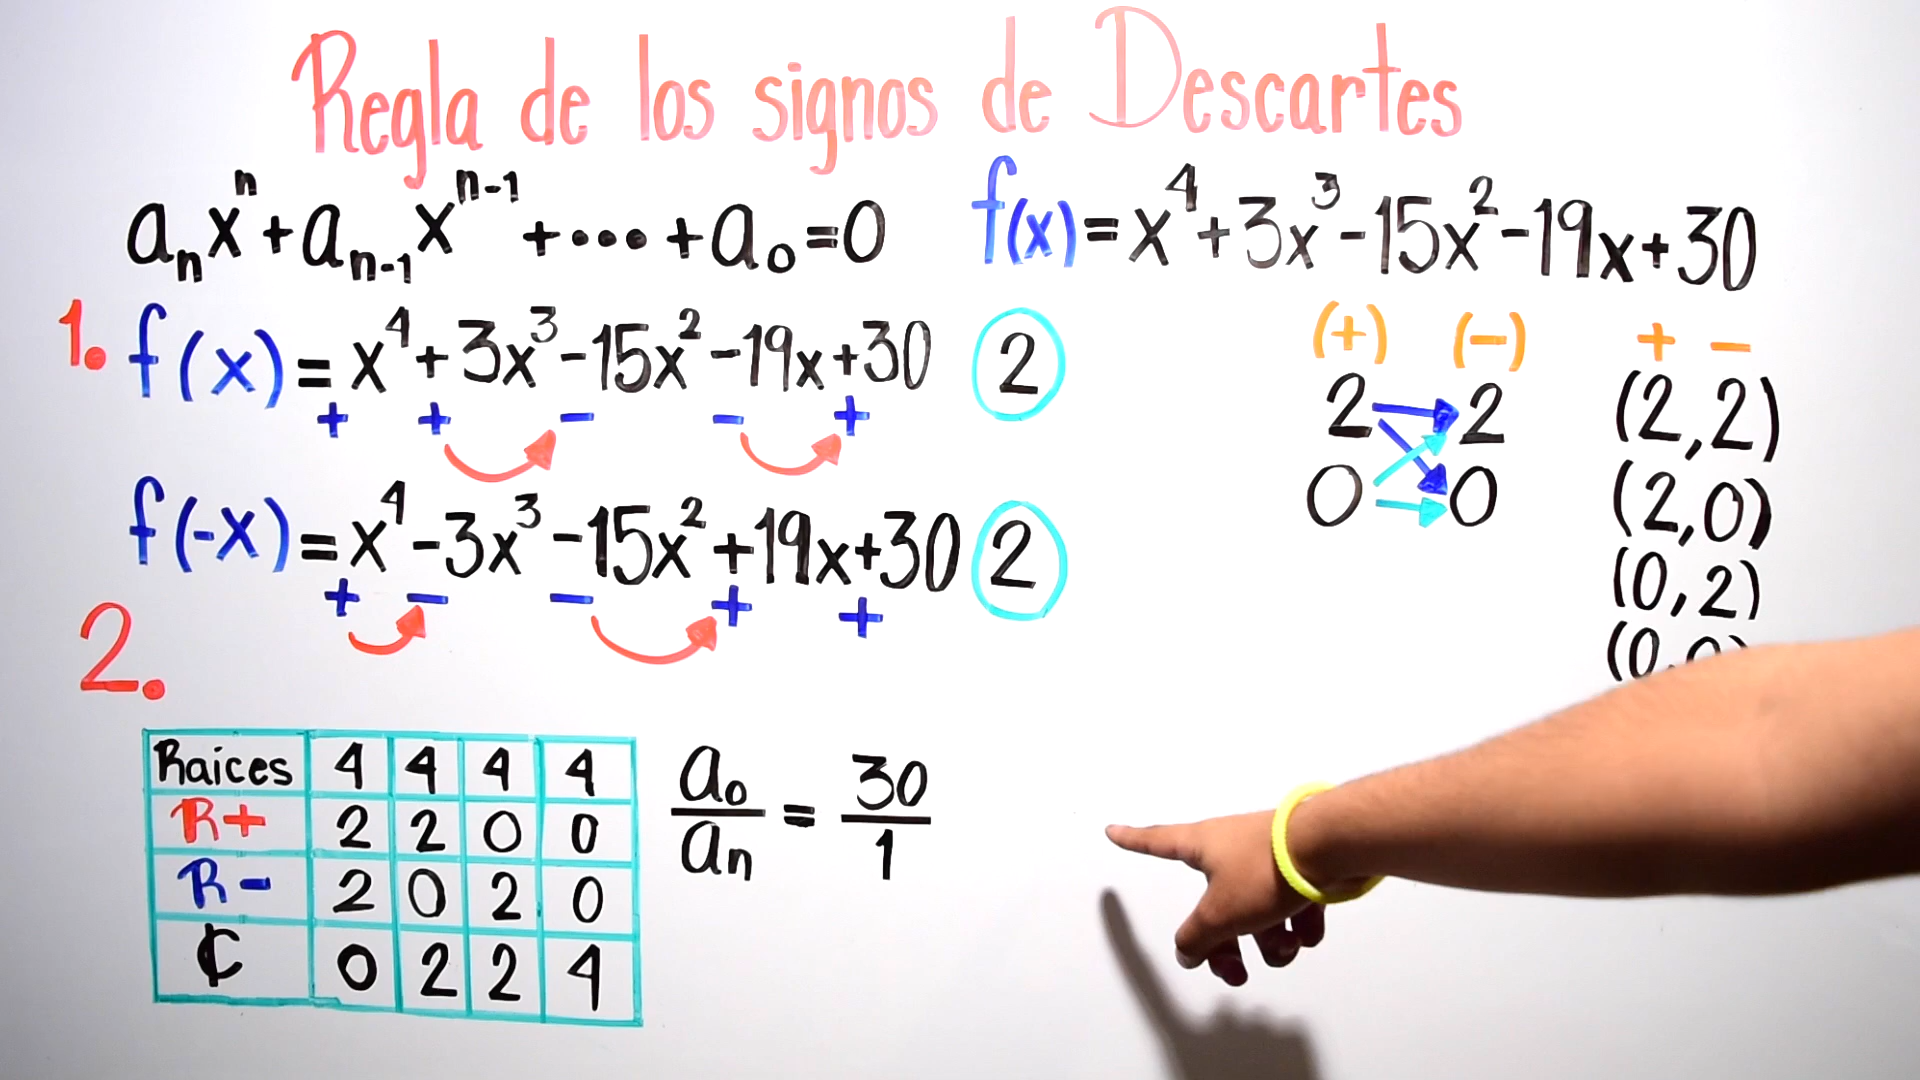 Regla de los signos de Descartes
aₙxⁿ+aₙ₋₁xⁿ⁻¹+•••+a₀=0
f(x)=x⁴+3x³-15x²-19x+30
1. f(x)=x⁴+3x³-15x²-19x+30 2
+ + - - +
f(-x)=x⁴-3x³-15x²+19x+30 2
+ - - + +
(+) (-)
2 2
0 0
+ -
(2,2)
(2,0)
(0,2)
2.
Raices 4 4 4 4
R+ 2 2 0 0
R- 2 0 2 0
ℂ 0 2 2 4
a₀/aₙ = 30/1